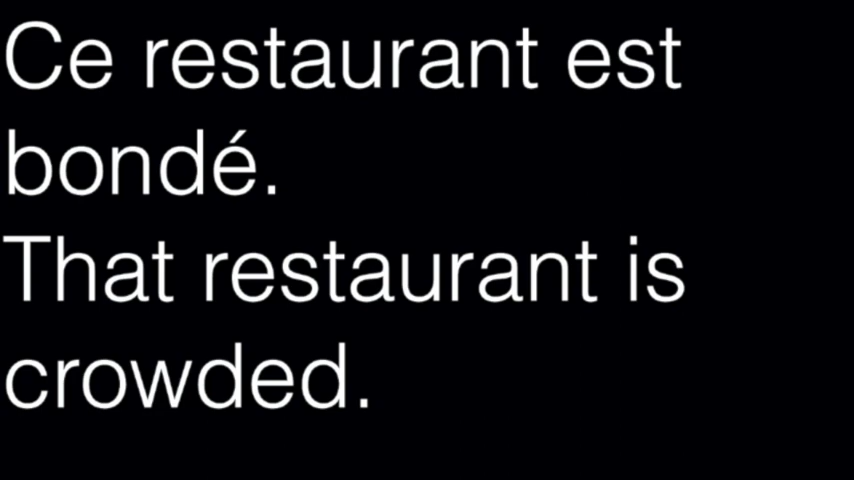 Ce restaurant est
bondé.
That restaurant is
crowded.